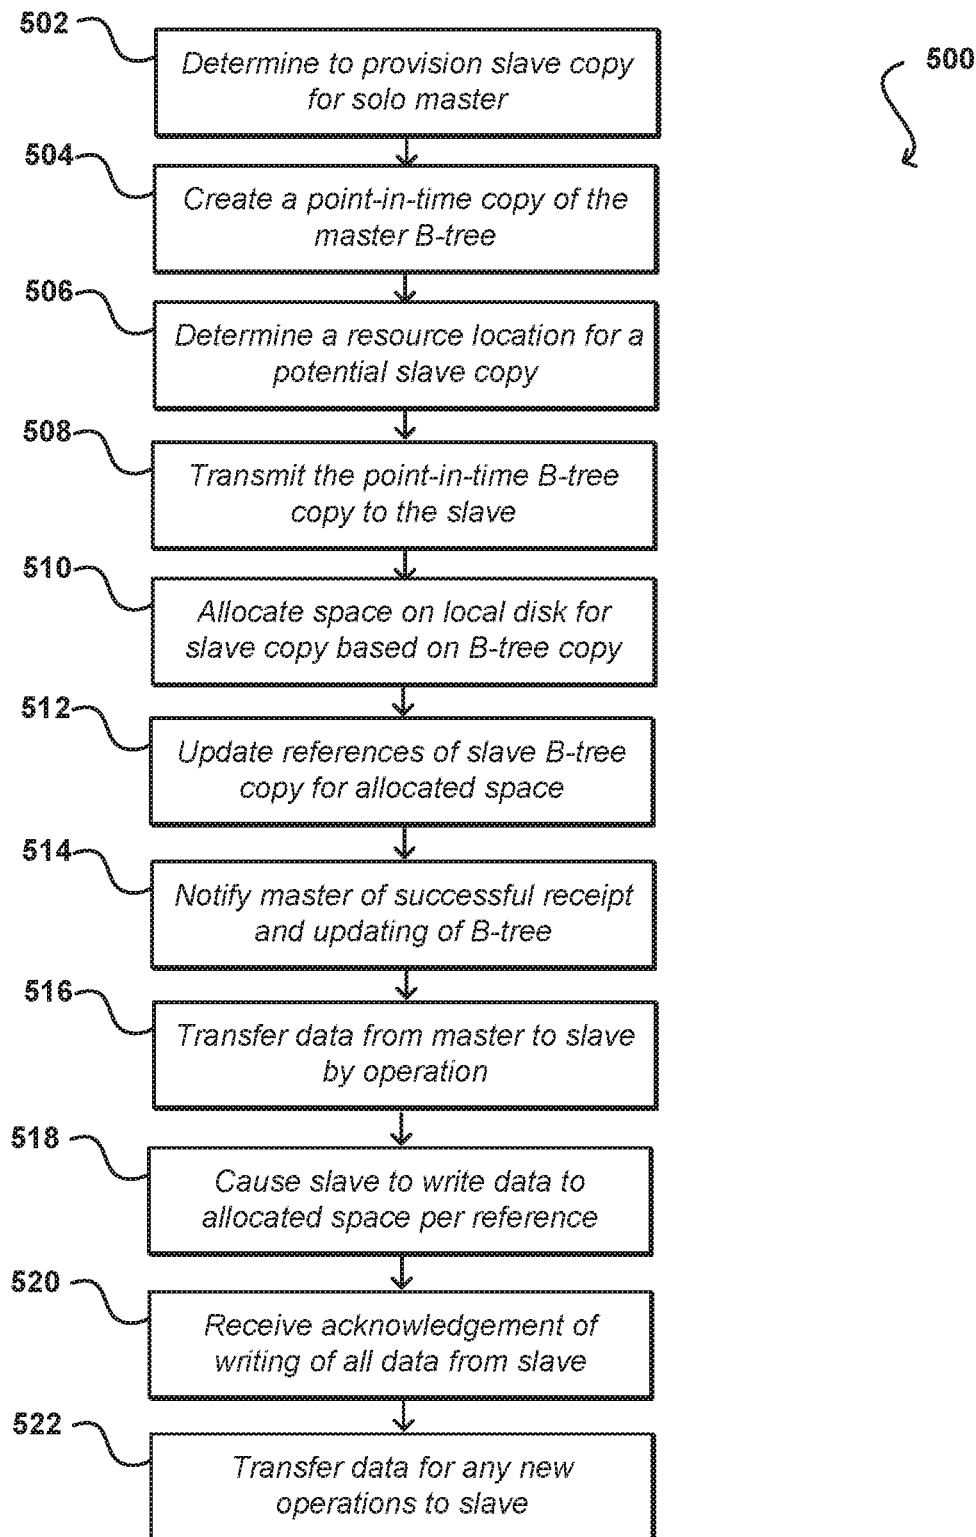 502
Determine to provision slave copy
for solo master
500
504
Create a point-in-time copy of the
master B-tree
506
Determine a resource location for a
potential slave copy
508
Transmit the point-in-time B-tree
copy to the slave
510
Allocate space on local disk for
slave copy based on B-tree copy
512
Update references of slave B-tree
copy for allocated space
514
Notify master of successful receipt
and updating of B-tree
516
Transfer data from master to slave
by operation
518
Cause slave to write data to
allocated space per reference
520
Receive acknowledgement of
writing of all data from slave
522
Transfer data for any new
operations to slave